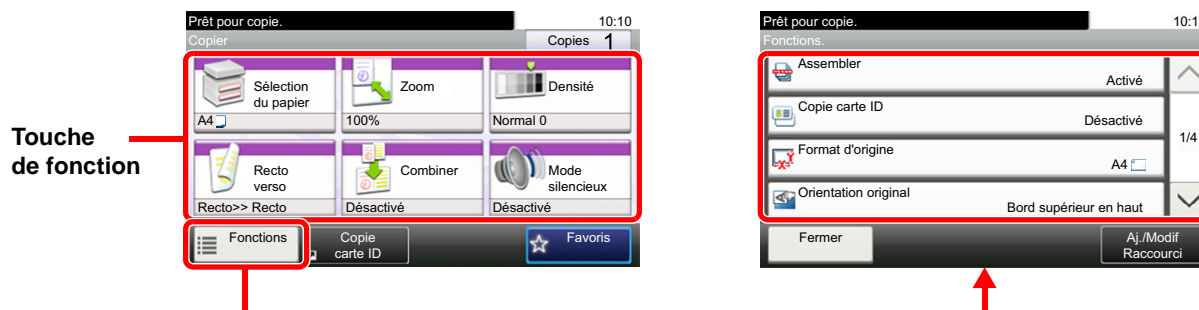 Prêt pour copie.
10:10
Copier
Copies 1
Sélection
du papier
A4
Zoom
100%
Densité
Normal 0
Touche
de fonction
Recto
verso
Recto>> Recto
Combiner
Désactivé
Mode
silencieux
Désactivé
Fonctions
Copie
carte ID
Favoris
Prêt pour copie.
10:1
Fonctions.
Assembler
Activé
Copie carte ID
Désactivé
1/4
Format d'origine
A4
Orientation original
Bord supérieur en haut
Fermer
Aj./Modif
Raccourci